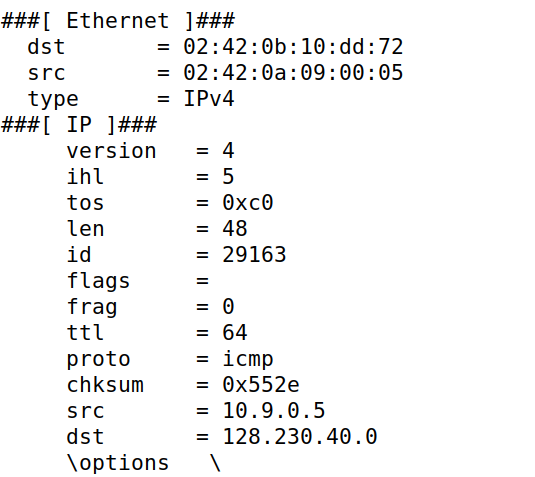 ###[ Ethernet ]###
  dst       = 02:42:0b:10:dd:72
  src       = 02:42:0a:09:00:05
  type      = IPv4
###[ IP ]###
     version   = 4
     ihl       = 5
     tos       = 0xc0
     len       = 48
     id        = 29163
     flags     =
     frag      = 0
     ttl       = 64
     proto     = icmp
     chksum    = 0x552e
     src       = 10.9.0.5
     dst       = 128.230.40.0
     \options   \